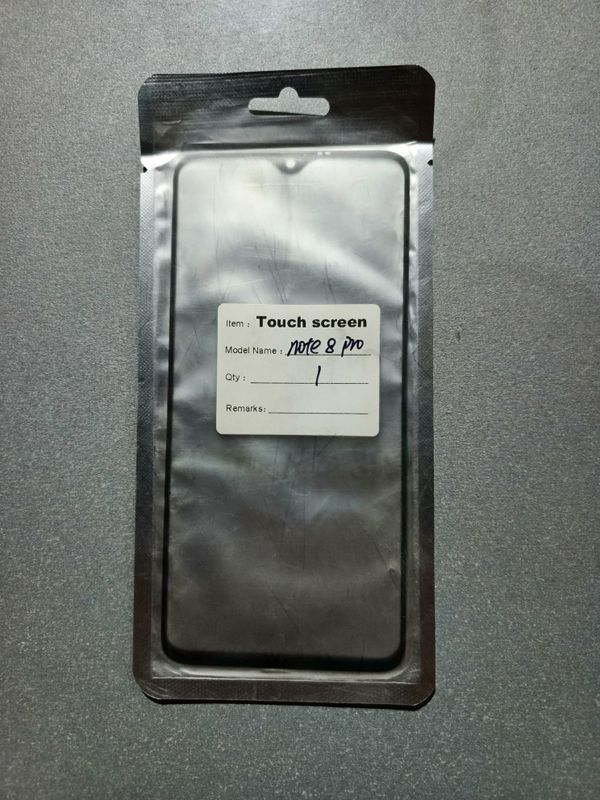 Item : Touch screen
Model Name : note 8 pro
Qty : 1
Remarks: